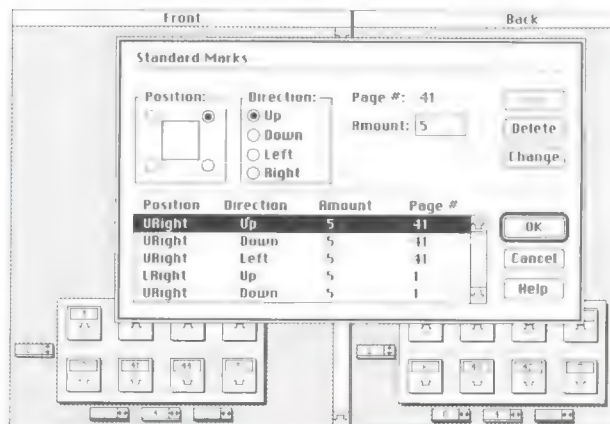 Front Back
Standard Marks
Position: Direction: Page #: 41
Up
Down Amount: 5
Left
Right
Delete
Change
Position Direction Amount Page #
URight Up 5 41
URight Down 5 41
URight Left 5 41
LRight Up 5 1
URight Down 5 1
OK
Cancel
Help